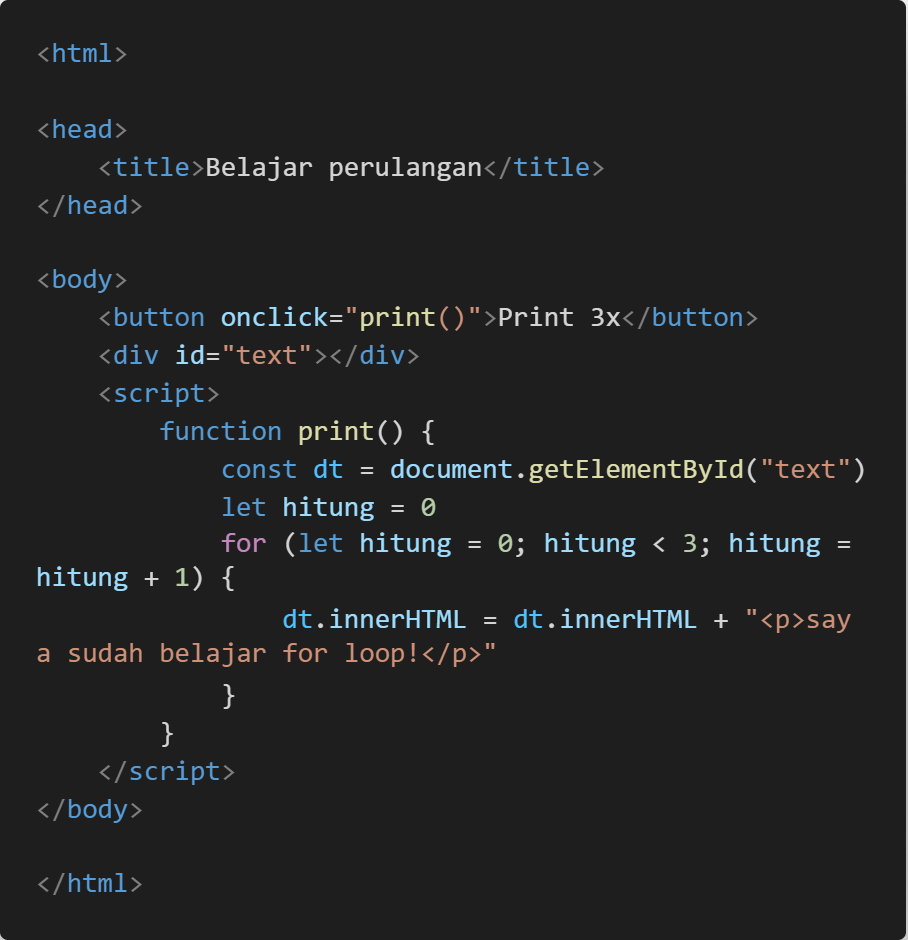 <html>
<head>
    <title>Belajar perulangan</title>
</head>
<body>
    <button onclick="print()">Print 3x</button>
    <div id="text"></div>
    <script>
        function print() {
            const dt = document.getElementById("text")
            let hitung = 0
            for (let hitung = 0; hitung < 3; hitung =
hitung + 1) {
                dt.innerHTML = dt.innerHTML + "<p>say
a sudah belajar for loop!</p>"
            }
        }
    </script>
</body>
</html>